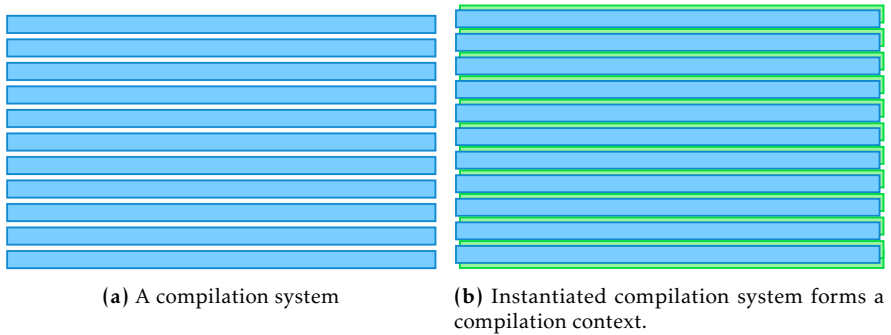 (a) A compilation system
(b) Instantiated compilation system forms a
compilation context.